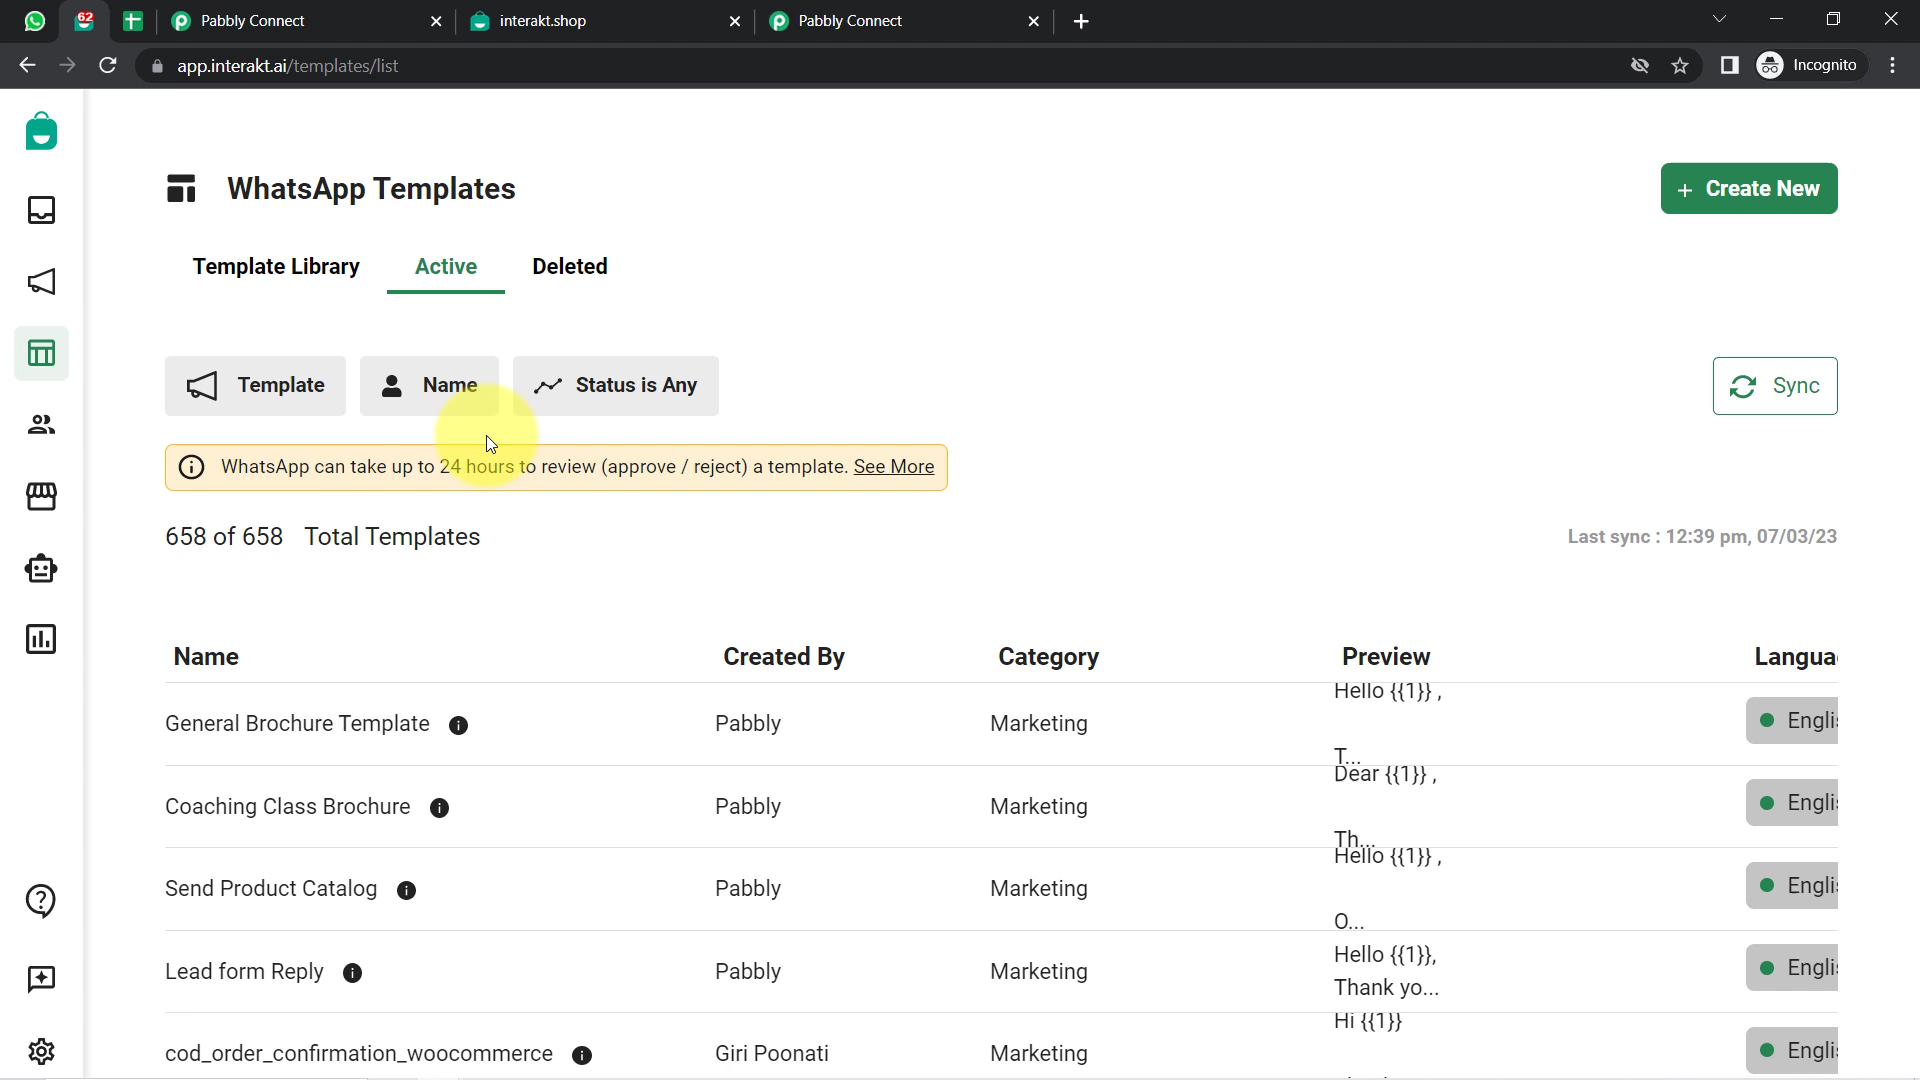 62
Pabbly Connect
interakt.shop
Pabbly Connect
app.interakt.ai/templates/list
Incognito
WhatsApp Templates
+ Create New
Template Library
Active
Deleted
Template
Name
Status is Any
Sync
WhatsApp can take up to 24 hours to review (approve / reject) a template. See More
658 of 658 Total Templates
Last sync : 12:39 pm, 07/03/23
Name Created By Category Preview Langua
General Brochure Template Pabbly Marketing Hello {{1}} , Engli
T...
Coaching Class Brochure Pabbly Marketing Dear {{1}} , Engli
Th...
Send Product Catalog Pabbly Marketing Hello {{1}} , Engli
O...
Lead form Reply Pabbly Marketing Hello {{1}}, Engli
Thank yo...
cod_order_confirmation_woocommerce Giri Poonati Marketing Hi {{1}} Engli